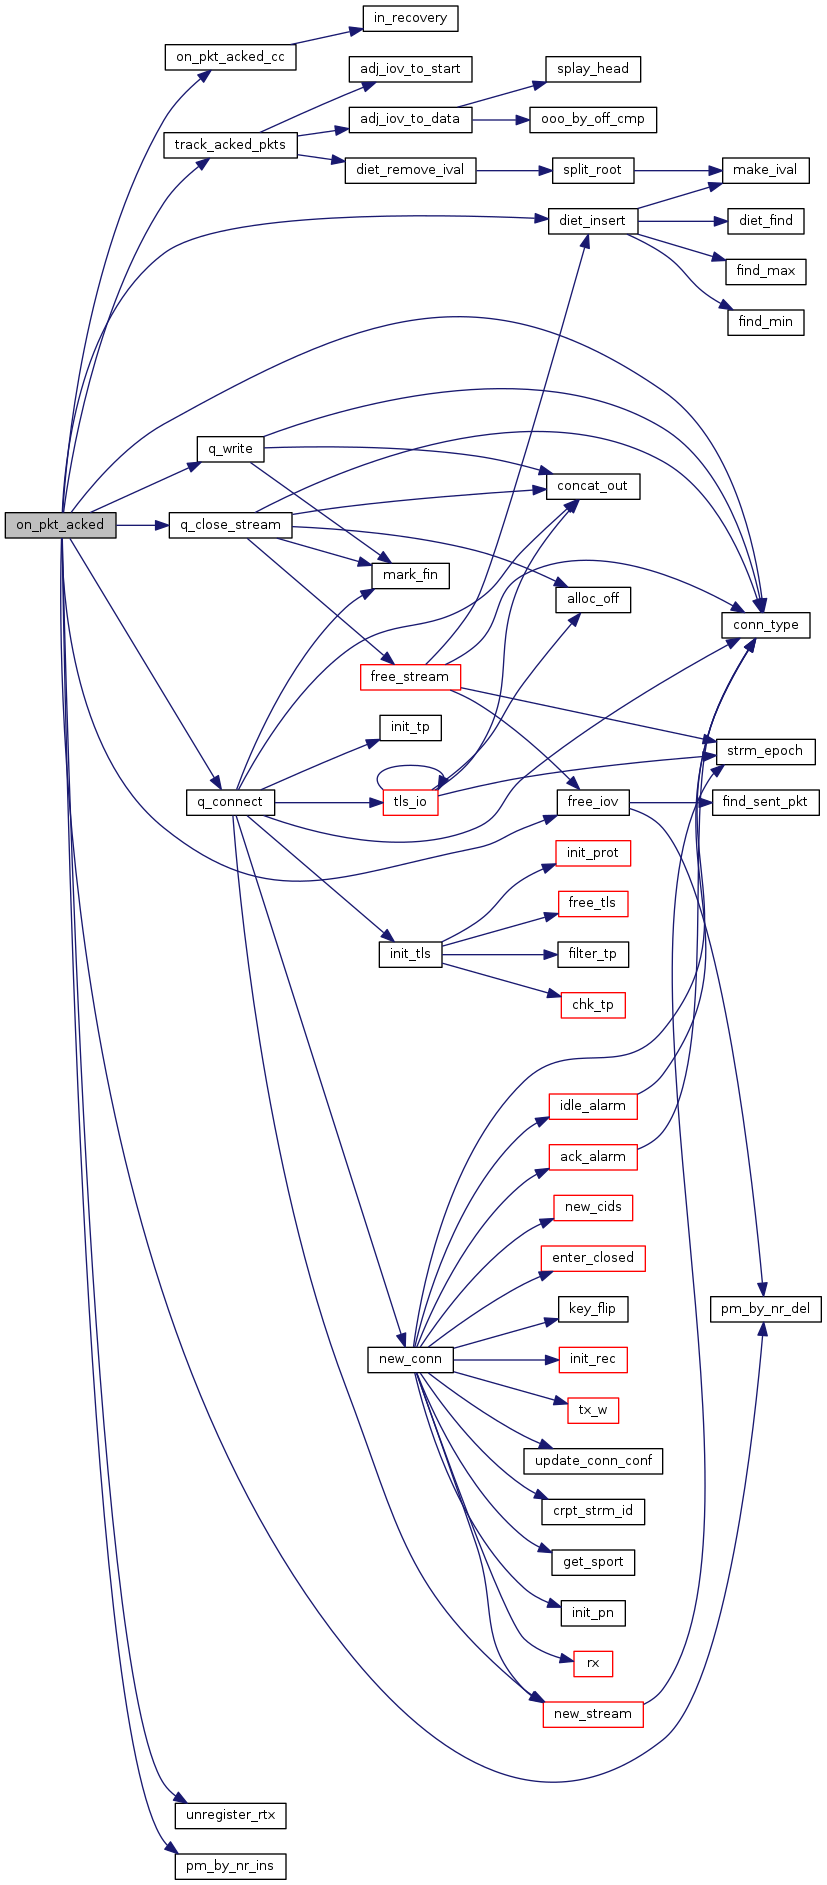 in_recovery
on_pkt_acked_cc
adj_iov_to_start
splay_head
adj_iov_to_data
ooo_by_off_cmp
track_acked_pkts
diet_remove_ival
split_root
make_ival
diet_insert
diet_find
find_max
find_min
q_write
concat_out
on_pkt_acked
q_close_stream
mark_fin
alloc_off
conn_type
free_stream
init_tp
strm_epoch
q_connect
tls_io
free_iov
find_sent_pkt
init_prot
free_tls
init_tls
filter_tp
chk_tp
idle_alarm
ack_alarm
new_cids
enter_closed
key_flip
pm_by_nr_del
new_conn
init_rec
tx_w
update_conn_conf
crpt_strm_id
get_sport
init_pn
rx
new_stream
unregister_rtx
pm_by_nr_ins